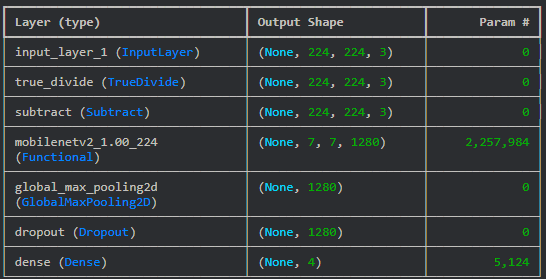 Layer (type) Output Shape Param #
input_layer_1 (InputLayer) (None, 224, 224, 3) 0
true_divide (TrueDivide) (None, 224, 224, 3) 0
subtract (Subtract) (None, 224, 224, 3) 0
mobilenetv2_1.00_224 (None, 7, 7, 1280) 2,257,984
(Functional)
global_max_pooling2d (None, 1280) 0
(GlobalMaxPooling2D)
dropout (Dropout) (None, 1280) 0
dense (Dense) (None, 4) 5,124